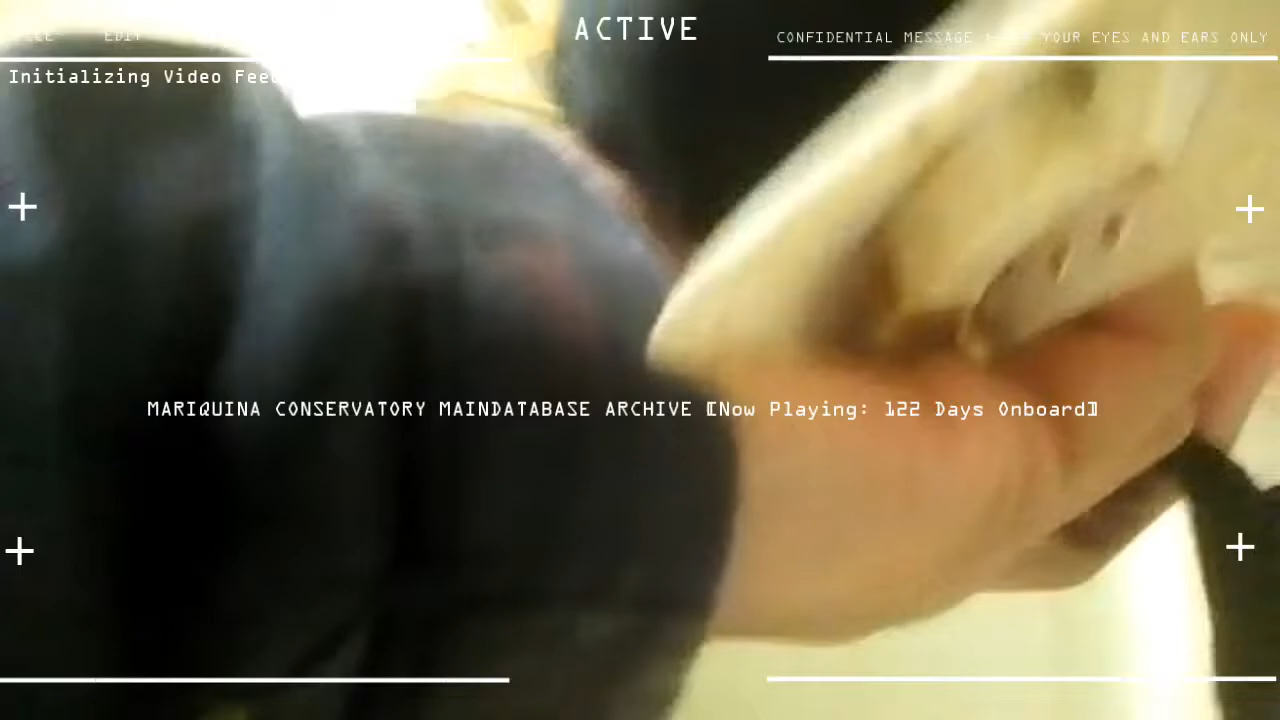 EDIT
ACTIVE
CONFIDENTIAL MESSAGE YOUR EYES AND EARS ONLY
Initializing Video Feed
MARIQUINA CONSERVATORY MAINDATABASE ARCHIVE [Now Playing: 122 Days Onboard]